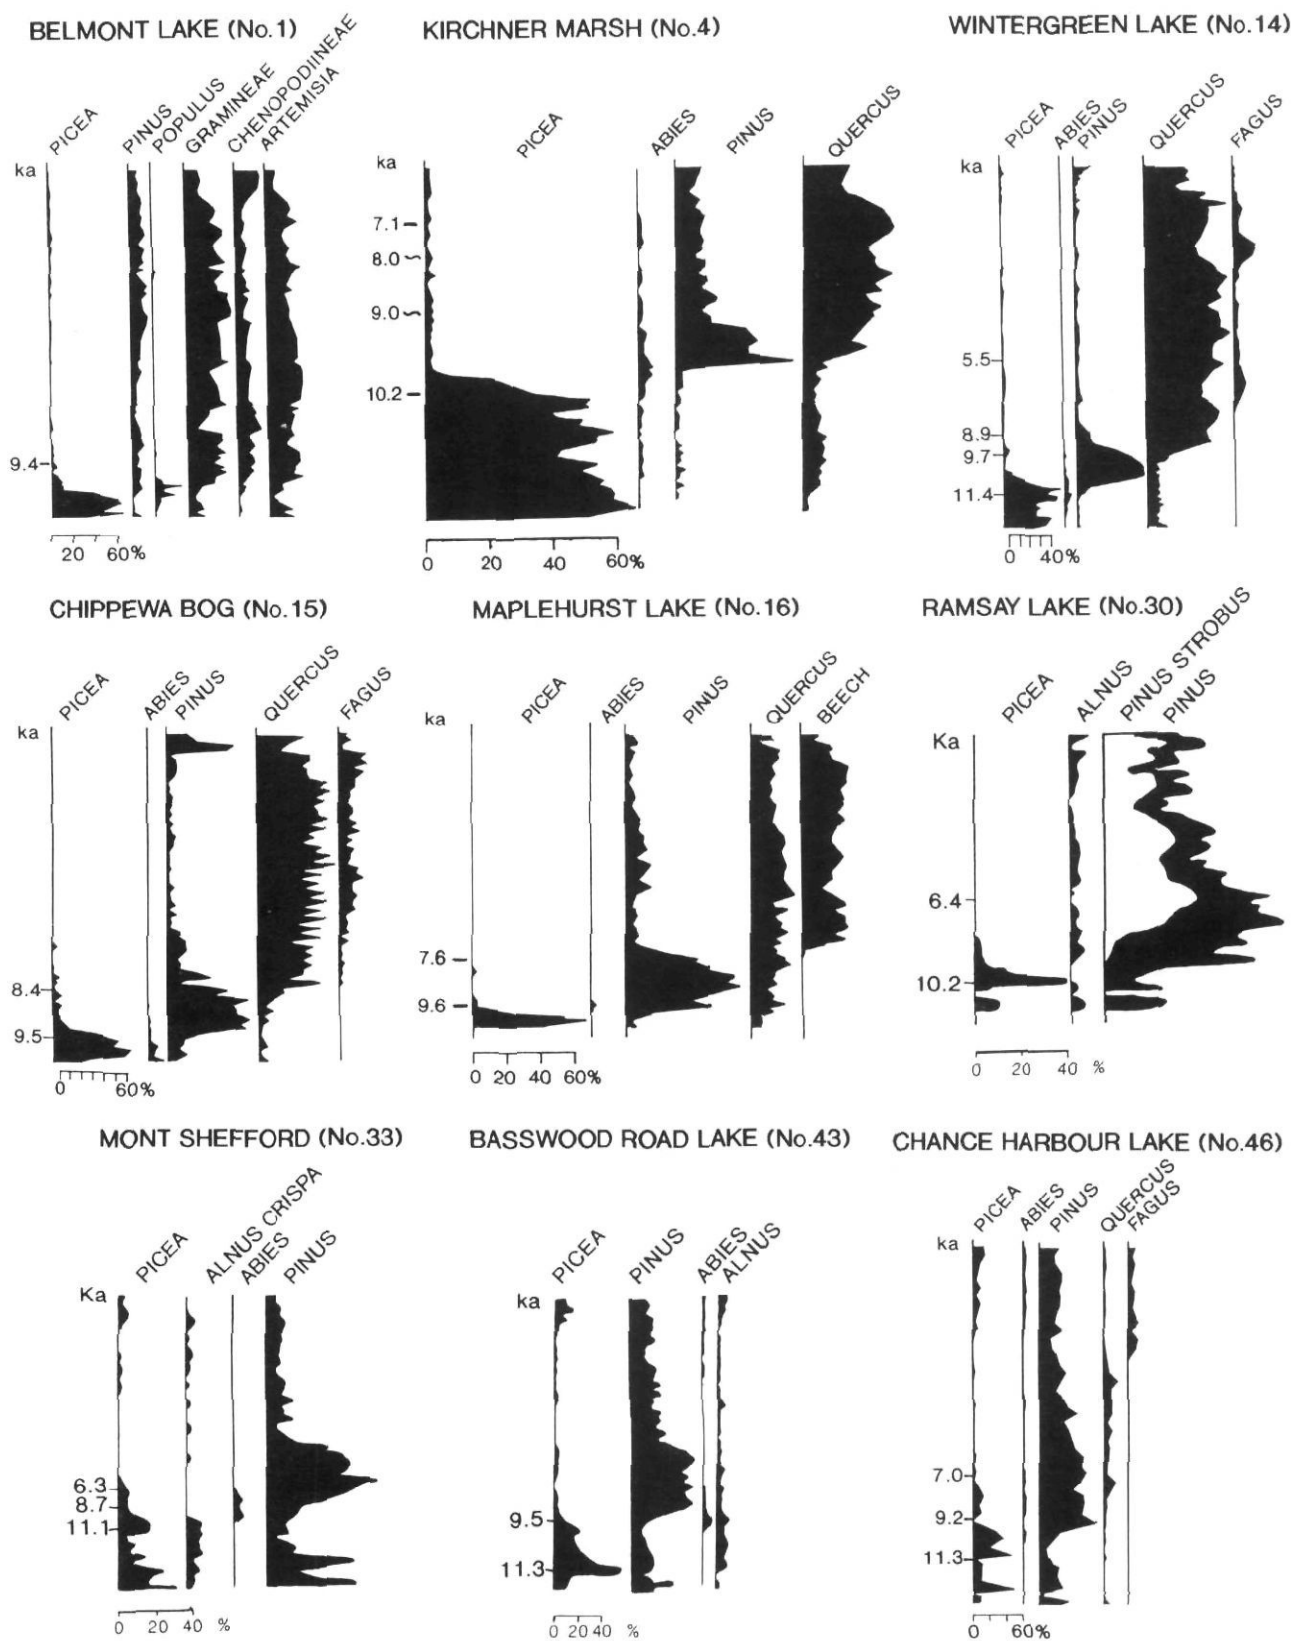 BELMONT LAKE (No.1)
PICEA
PINUS
POPULUS
GRAMINEAE
CHENOPODIINEAE
ARTEMISIA
ka
9.4
20 60%
KIRCHNER MARSH (No.4)
PICEA
ABIES
PINUS
QUERCUS
ka
7.1
8.0~
9.0~
10.2
0 20 40 60%
WINTERGREEN LAKE (No.14)
PICEA
ABIES
PINUS
QUERCUS
FAGUS
ka
5.5
8.9
9.7
11.4
0 40%
CHIPPEWA BOG (No.15)
PICEA
ABIES
PINUS
QUERCUS
FAGUS
ka
8.4
9.5
0 60%
MAPLEHURST LAKE (No.16)
PICEA
ABIES
PINUS
QUERCUS
BEECH
ka
7.6
9.6
0 20 40 60%
RAMSAY LAKE (No.30)
PICEA
ALNUS
PINUS STROBUS
PINUS
Ka
6.4
10.2
0 20 40 %
MONT SHEFFORD (No.33)
PICEA
ALNUS CRISPA
ABIES
PINUS
Ka
6.3
8.7
11.1
0 20 40 %
BASSWOOD ROAD LAKE (No.43)
PICEA
PINUS
ABIES
ALNUS
ka
9.5
11.3
0 20 40 %
CHANCE HARBOUR LAKE (No.46)
PICEA
ABIES
PINUS
QUERCUS
FAGUS
ka
7.0
9.2
11.3
0 60%